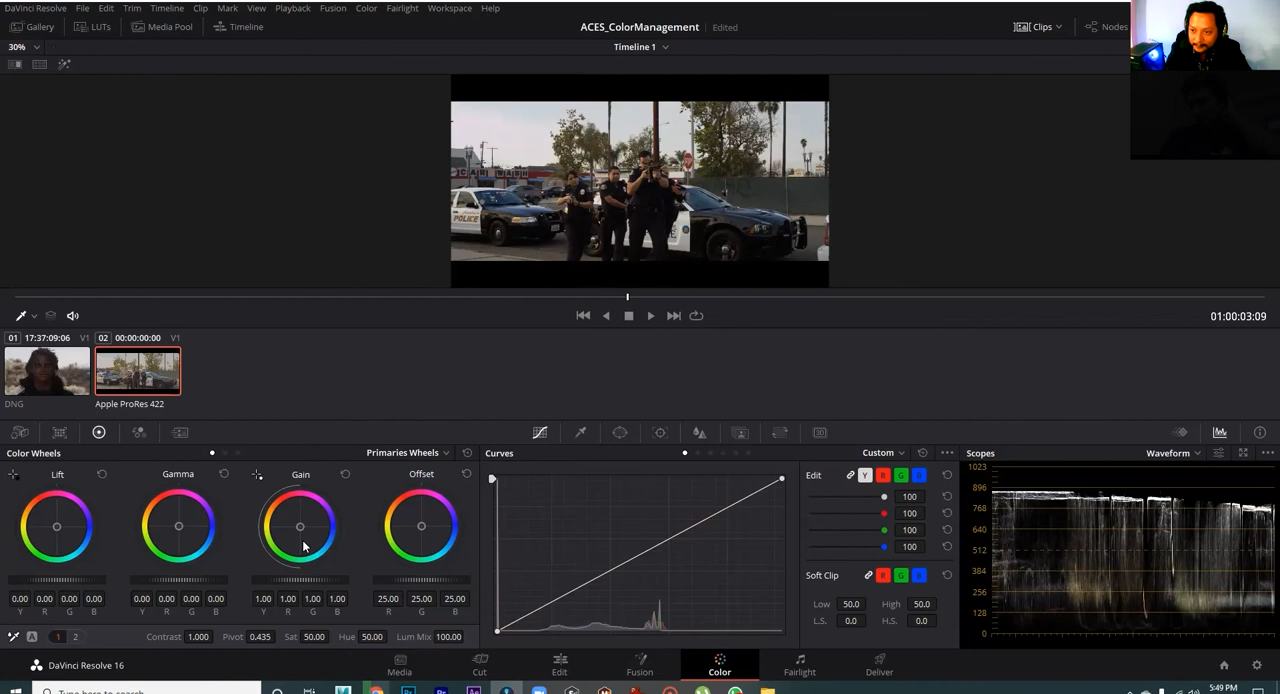 DaVinci Resolve File Edit Trim Timeline Clip Mark View Playback Fusion Color Fairlight Workspace Help
Gallery LUTs Media Pool Timeline ACES_ColorManagement Edited Clips Nodes
30% Timeline 1
POLICE
01:00:03:09
01 17:37:09:06 V1 02 00:00:00:00 V1
DNG Apple ProRes 422
Color Wheels Primaries Wheels Curves Custom Scopes Waveform
Lift Gamma Gain Offset Edit Y R G B
1023
896
768
640
512
384
256
128
0
100
100
100
100
Soft Clip R G B
0.00 0.00 0.00 0.00 0.00 0.00 0.00 0.00 1.00 1.00 1.00 1.00 25.00 25.00 25.00
Y R G B Y R G B Y R G B R G B
Low 50.0 High 50.0
L.S. 0.0 H.S. 0.0
A 1 2 Contrast 1.000 Pivot 0.435 Sat 50.00 Hue 50.00 Lum Mix 100.00
DaVinci Resolve 16 Media Cut Edit Fusion Color Fairlight Deliver
Type here to search 5:49 PM